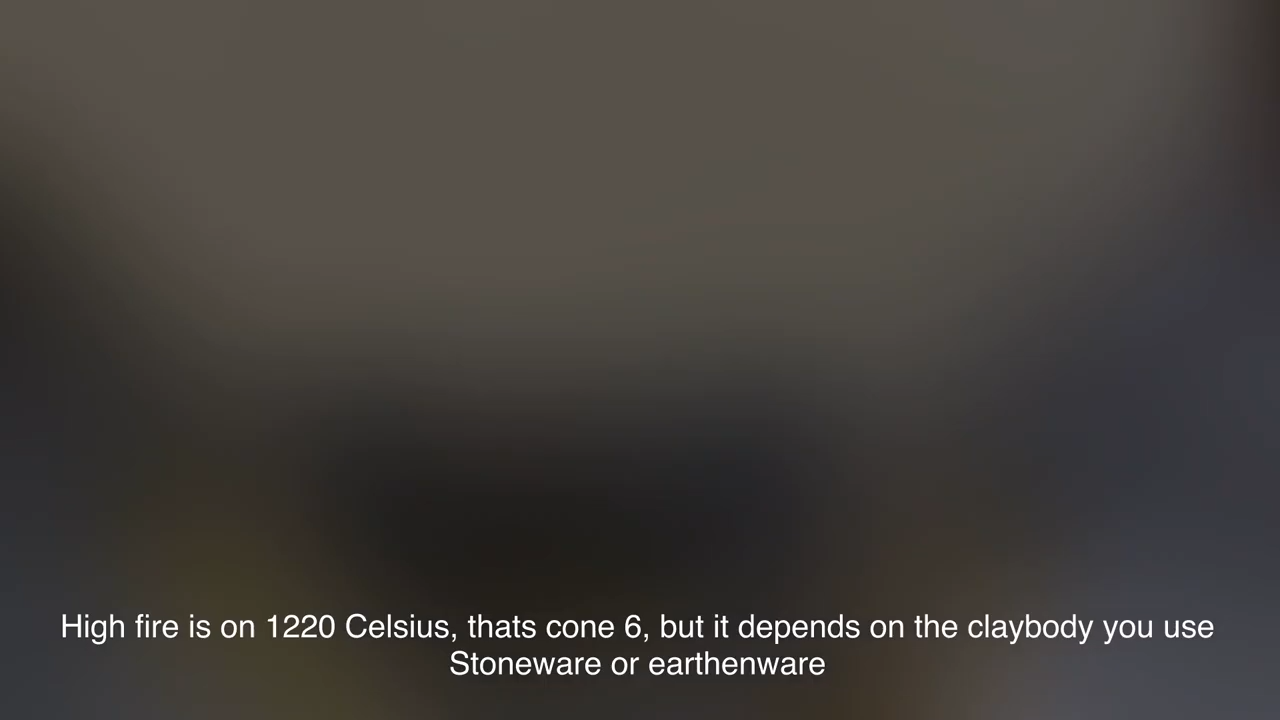 High fire is on 1220 Celsius, thats cone 6, but it depends on the claybody you use
Stoneware or earthenware